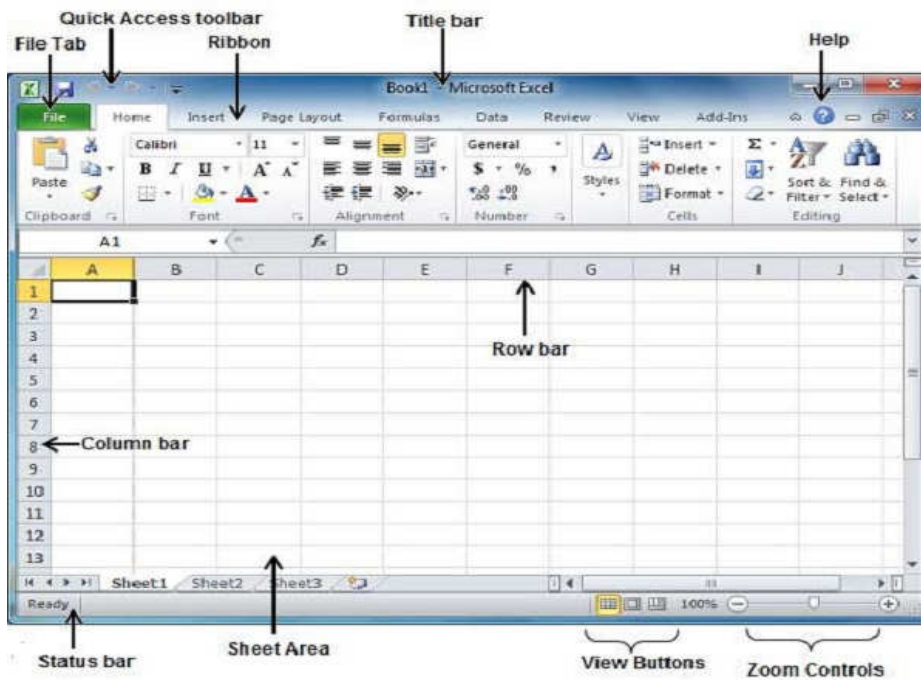 Quick Access toolbar
Title bar
File Tab
Ribbon
Help
Book1 - Microsoft Excel
File Home Insert Page Layout Formulas Data Review View Add-Ins
Calibri 11 General Insert Σ
Paste B I U A A $ % , Styles Delete Sort & Find &
A Format Filter Select
Clipboard Font Alignment Number Cells Editing
A1 fx
A B C D E F G H I J
1
2
3
Row bar
4
5
6
7
8 Column bar
9
10
11
12
13
Sheet1 Sheet2 Sheet3
Ready 100%
Status bar
Sheet Area
View Buttons
Zoom Controls